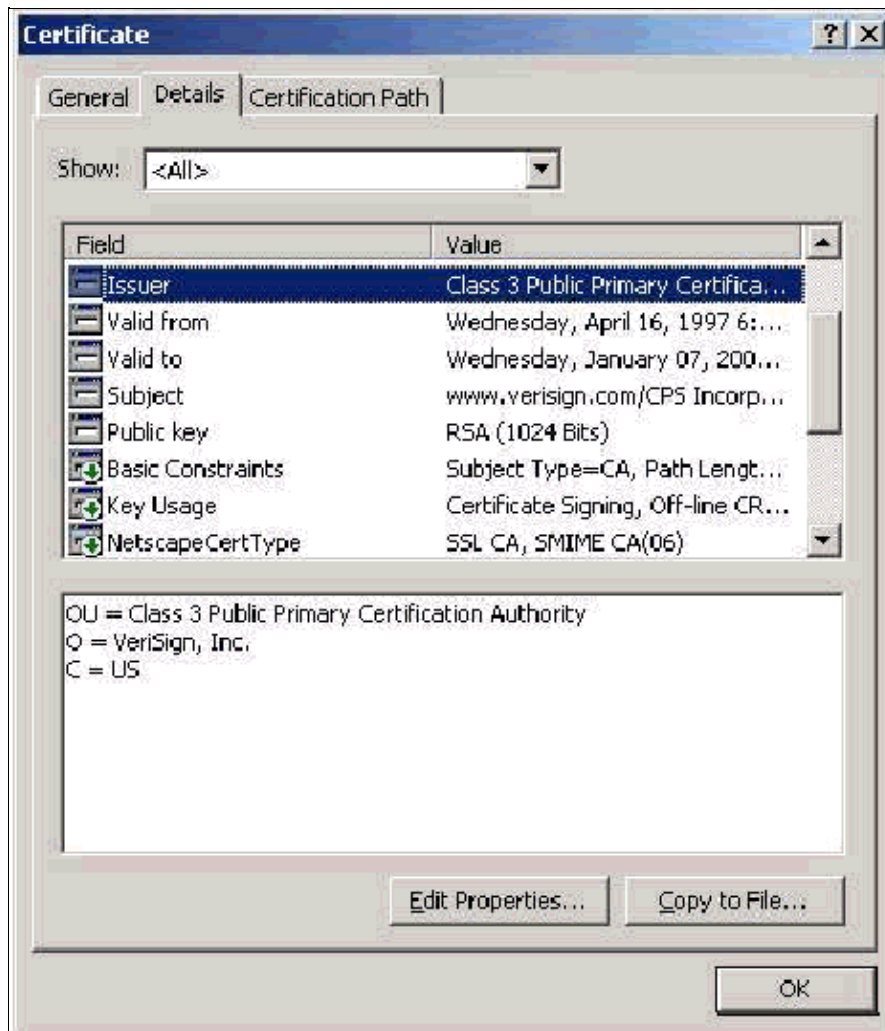 Certificate
General Details Certification Path
Show: <All>
Field Value
Issuer Class 3 Public Primary Certifica...
Valid from Wednesday, April 16, 1997 6:...
Valid to Wednesday, January 07, 200...
Subject www.verisign.com/CPS Incorp...
Public key RSA (1024 Bits)
Basic Constraints Subject Type=CA, Path Lengt...
Key Usage Certificate Signing, Off-line CR...
NetscapeCertType SSL CA, SMIME CA(06)
OU = Class 3 Public Primary Certification Authority
O = VeriSign, Inc.
C = US
Edit Properties... Copy to File...
OK